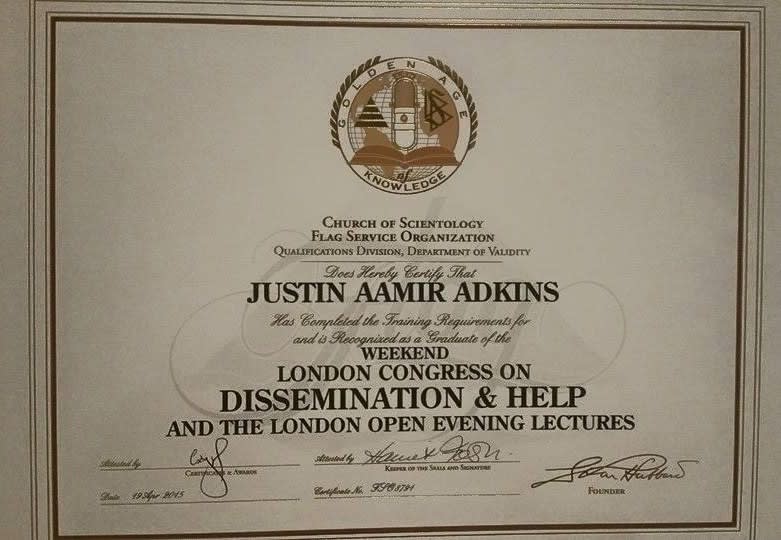 GOLDEN AGE
of
KNOWLEDGE
CHURCH OF SCIENTOLOGY
FLAG SERVICE ORGANIZATION
QUALIFICATIONS DIVISION, DEPARTMENT OF VALIDITY
Does Hereby Certify That
JUSTIN AAMIR ADKINS
Has Completed the Training Requirements for
and is Recognized as a Graduate of the
WEEKEND
LONDON CONGRESS ON
DISSEMINATION & HELP
AND THE LONDON OPEN EVENING LECTURES
Attested by
CERTIFICATES & AWARDS
Attested by
KEEPER OF THE SEALS AND SIGNATURE
Date 19 Apr 2015
Certificate No.
FOUNDER